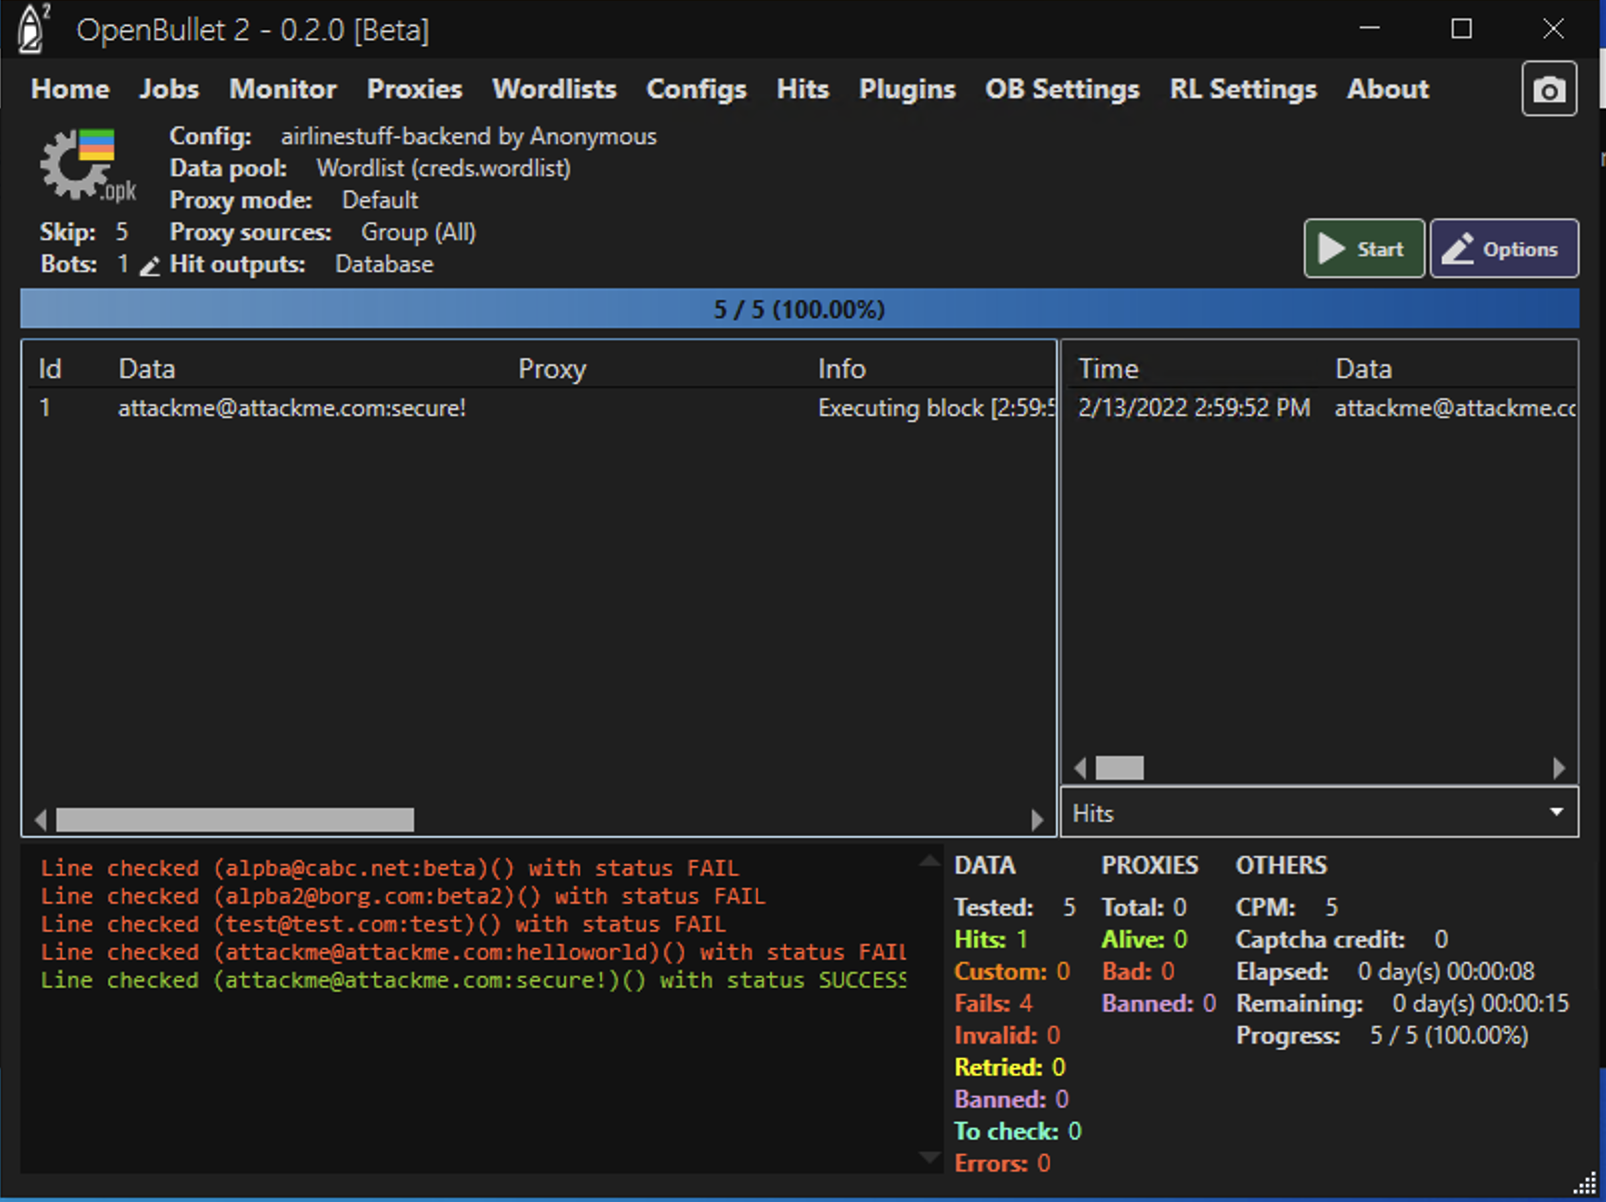 OpenBullet 2 - 0.2.0 [Beta]
Home Jobs Monitor Proxies Wordlists Configs Hits Plugins OB Settings RL Settings About
.opk
Config: airlinestuff-backend by Anonymous
Data pool: Wordlist (creds.wordlist)
Proxy mode: Default
Skip: 5 Proxy sources: Group (All)
Bots: 1 Hit outputs: Database
Start Options
5 / 5 (100.00%)
Id Data Proxy Info
1 attackme@attackme.com:secure! Executing block [2:59:5
Time Data
2/13/2022 2:59:52 PM attackme@attackme.cc
Hits
Line checked (alpba@cabc.net:beta)() with status FAIL
Line checked (alpba2@borg.com:beta2)() with status FAIL
Line checked (test@test.com:test)() with status FAIL
Line checked (attackme@attackme.com:helloworld)() with status FAIL
Line checked (attackme@attackme.com:secure!)() with status SUCCESS
DATA
Tested: 5
Hits: 1
Custom: 0
Fails: 4
Invalid: 0
Retried: 0
Banned: 0
To check: 0
Errors: 0
PROXIES
Total: 0
Alive: 0
Bad: 0
Banned: 0
OTHERS
CPM: 5
Captcha credit: 0
Elapsed: 0 day(s) 00:00:08
Remaining: 0 day(s) 00:00:15
Progress: 5 / 5 (100.00%)